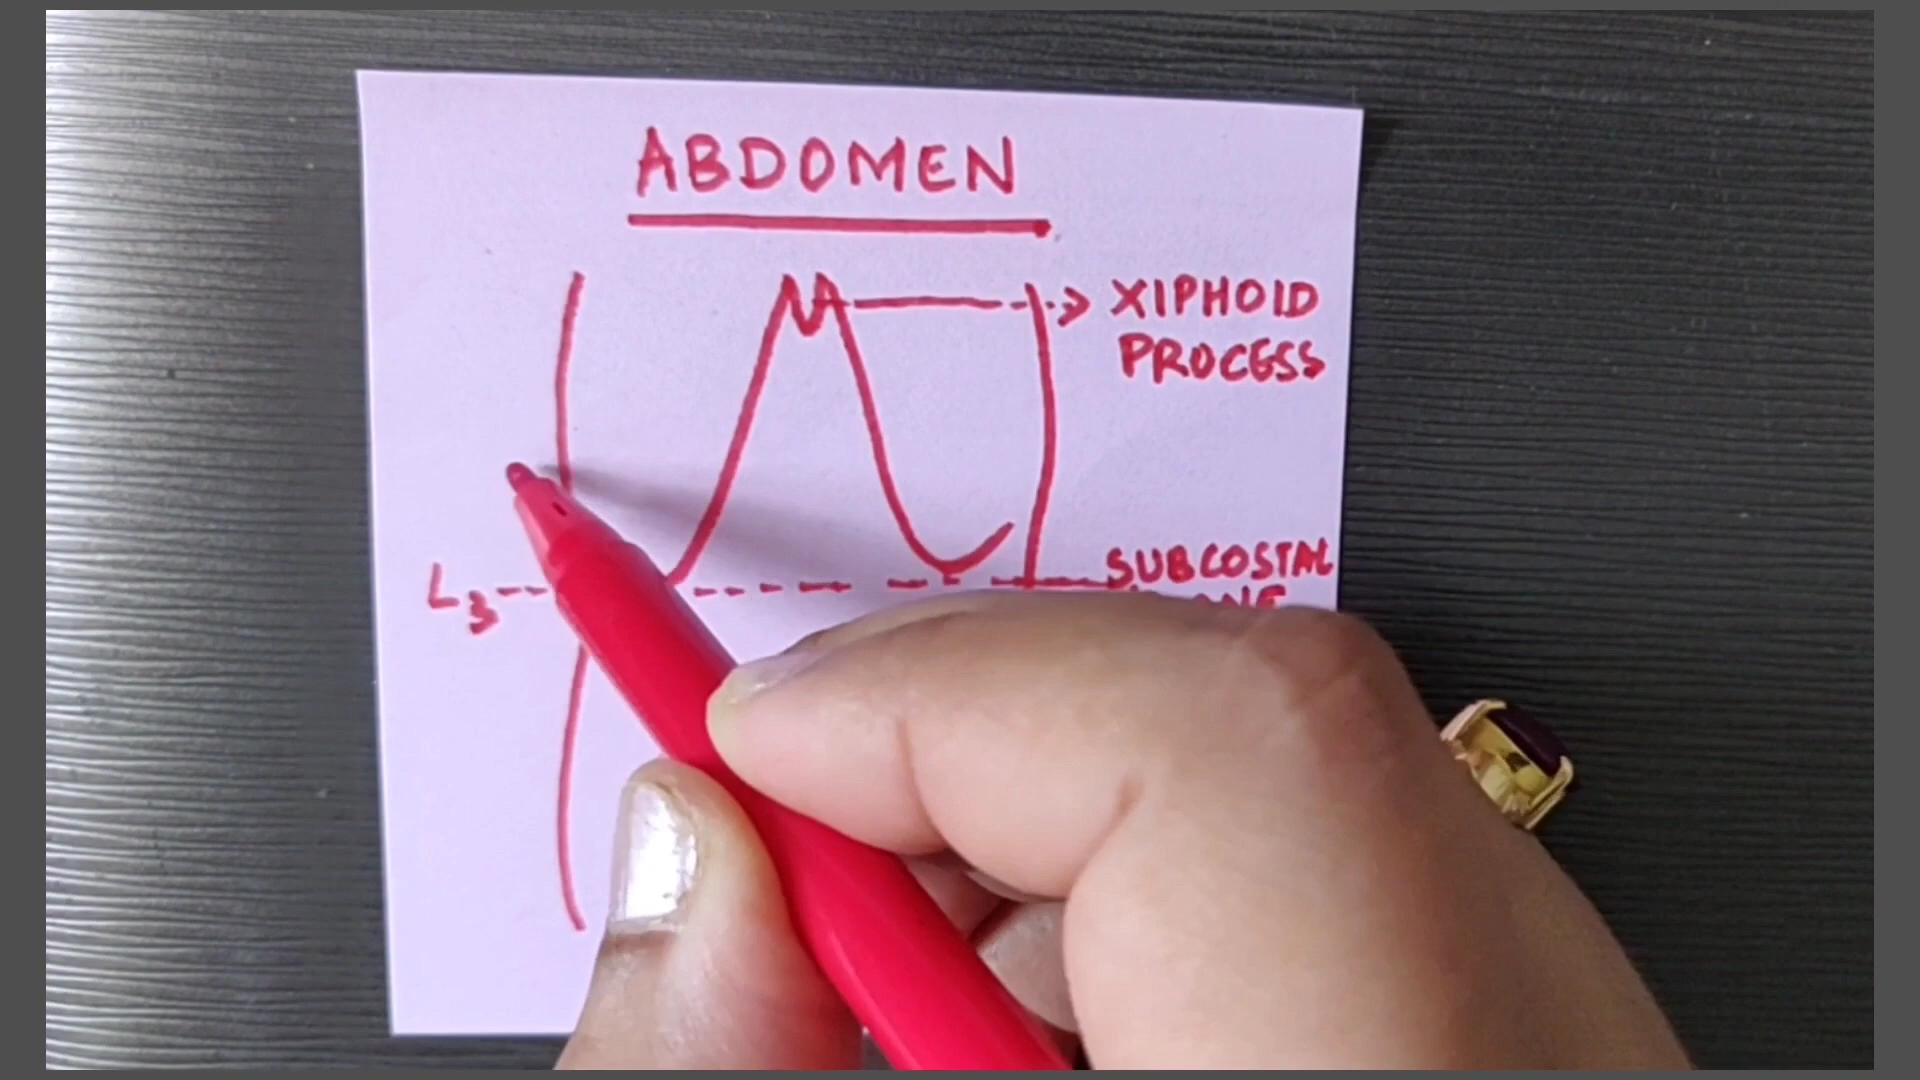 ABDOMEN
XIPHOID
PROCESS
SUBCOSTAL
L3